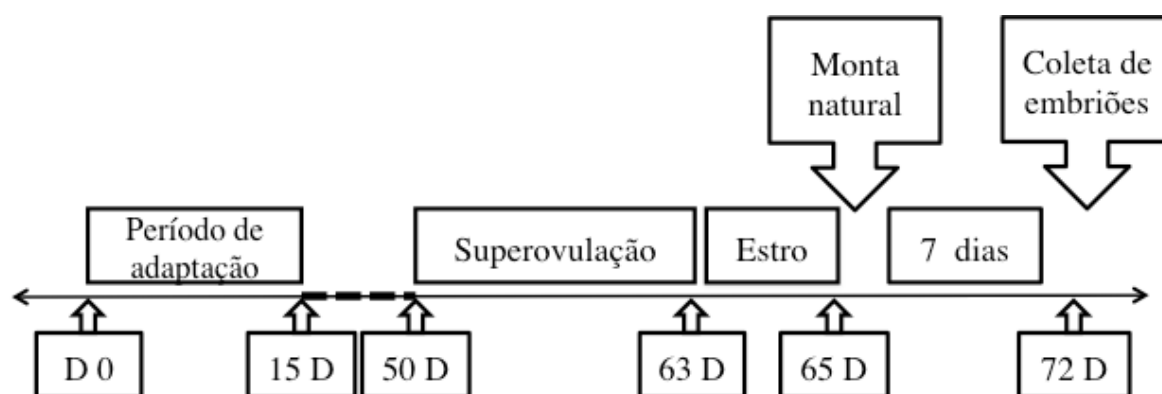 Monta
natural
Coleta de
embriões
Período de
adaptação
Superovulação
Estro
7 dias
D 0
15 D
50 D
63 D
65 D
72 D